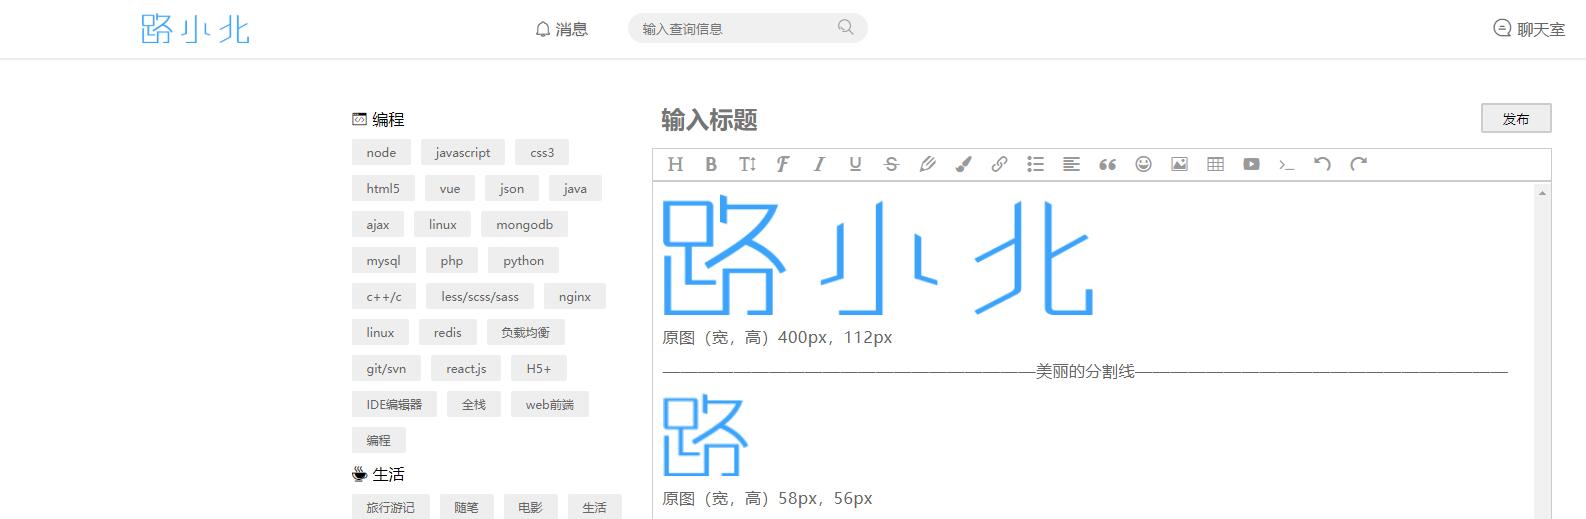 路小北 消息 输入查询信息 聊天室
编程
node javascript css3
html5 vue json java
ajax linux mongodb
mysql php python
c++/c less/scss/sass nginx
linux redis 负载均衡
git/svn react.js H5+
IDE编辑器 全栈 web前端
编程
生活
旅行游记 随笔 电影 生活
输入标题 发布
路小北
原图（宽，高）400px，112px
———————————————————————美丽的分割线———————————————————————
路
原图（宽，高）58px，56px